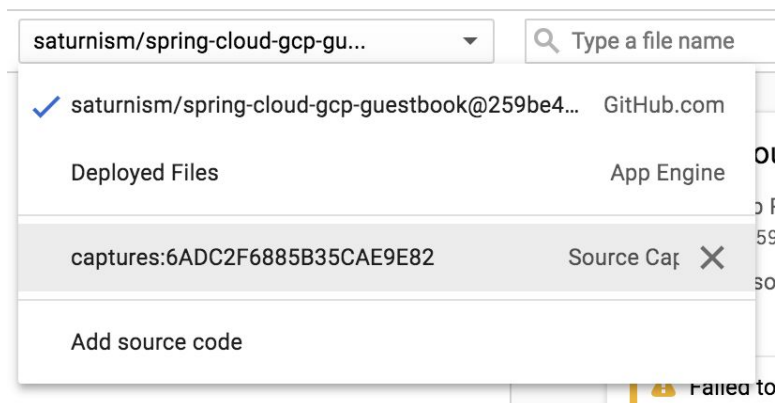 saturnism/spring-cloud-gcp-gu...
Type a file name
saturnism/spring-cloud-gcp-guestbook@259be4... GitHub.com
Deployed Files App Engine
captures:6ADC2F6885B35CAE9E82 Source Cap
Add source code
Failed to